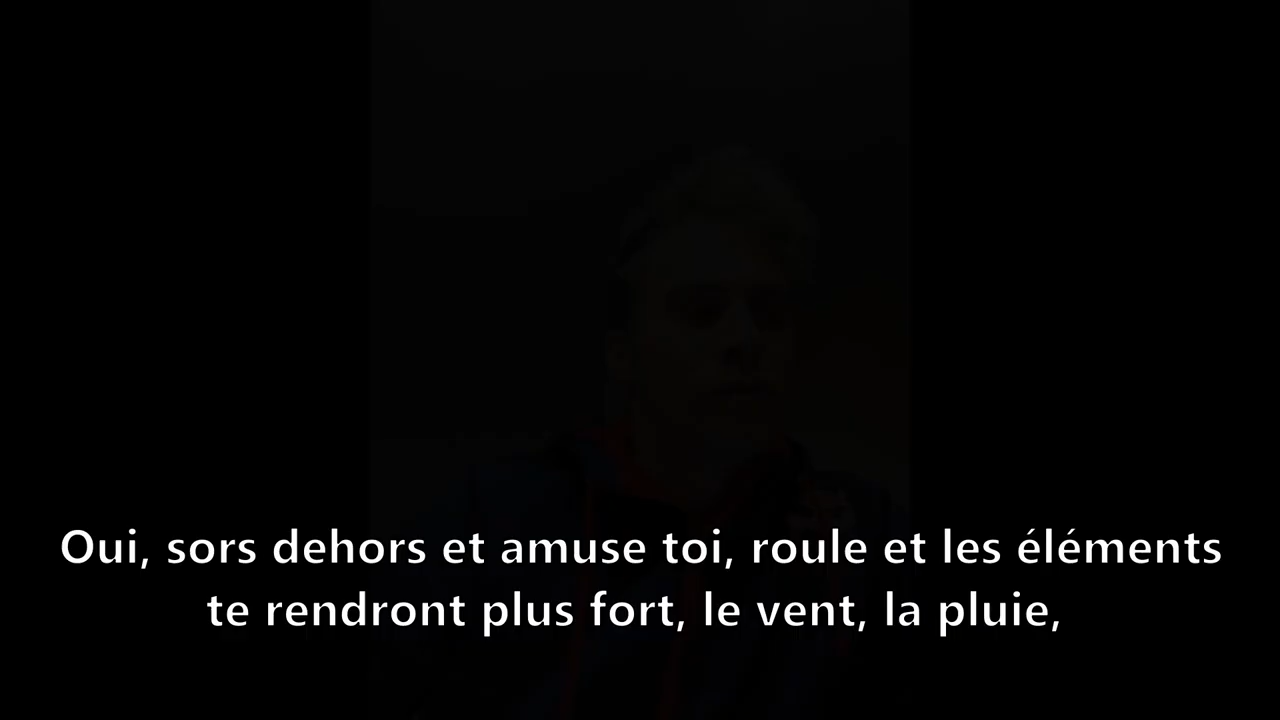 Oui, sors dehors et amuse toi, roule et les éléments
te rendront plus fort, le vent, la pluie,